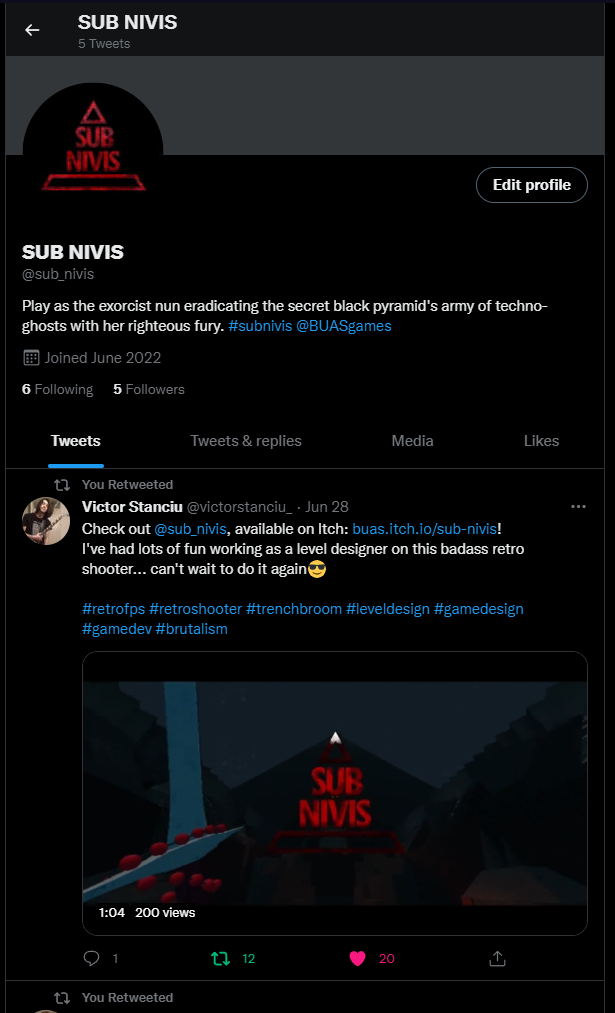 SUB NIVIS
5 Tweets
SUB
NIVIS
Edit profile
SUB NIVIS
@sub_nivis
Play as the exorcist nun eradicating the secret black pyramid's army of techno-
ghosts with her righteous fury. #subnivis @BUASgames
Joined June 2022
6 Following 5 Followers
Tweets Tweets & replies Media Likes
You Retweeted
Victor Stanciu @victorstanciu_ · Jun 28
Check out @sub_nivis, available on Itch: buas.itch.io/sub-nivis!
I've had lots of fun working as a level designer on this badass retro
shooter... can't wait to do it again😎
#retrofps #retroshooter #trenchbroom #leveldesign #gamedesign
#gamedev #brutalism
SUB
NIVIS
1:04 200 views
1 12 20
You Retweeted